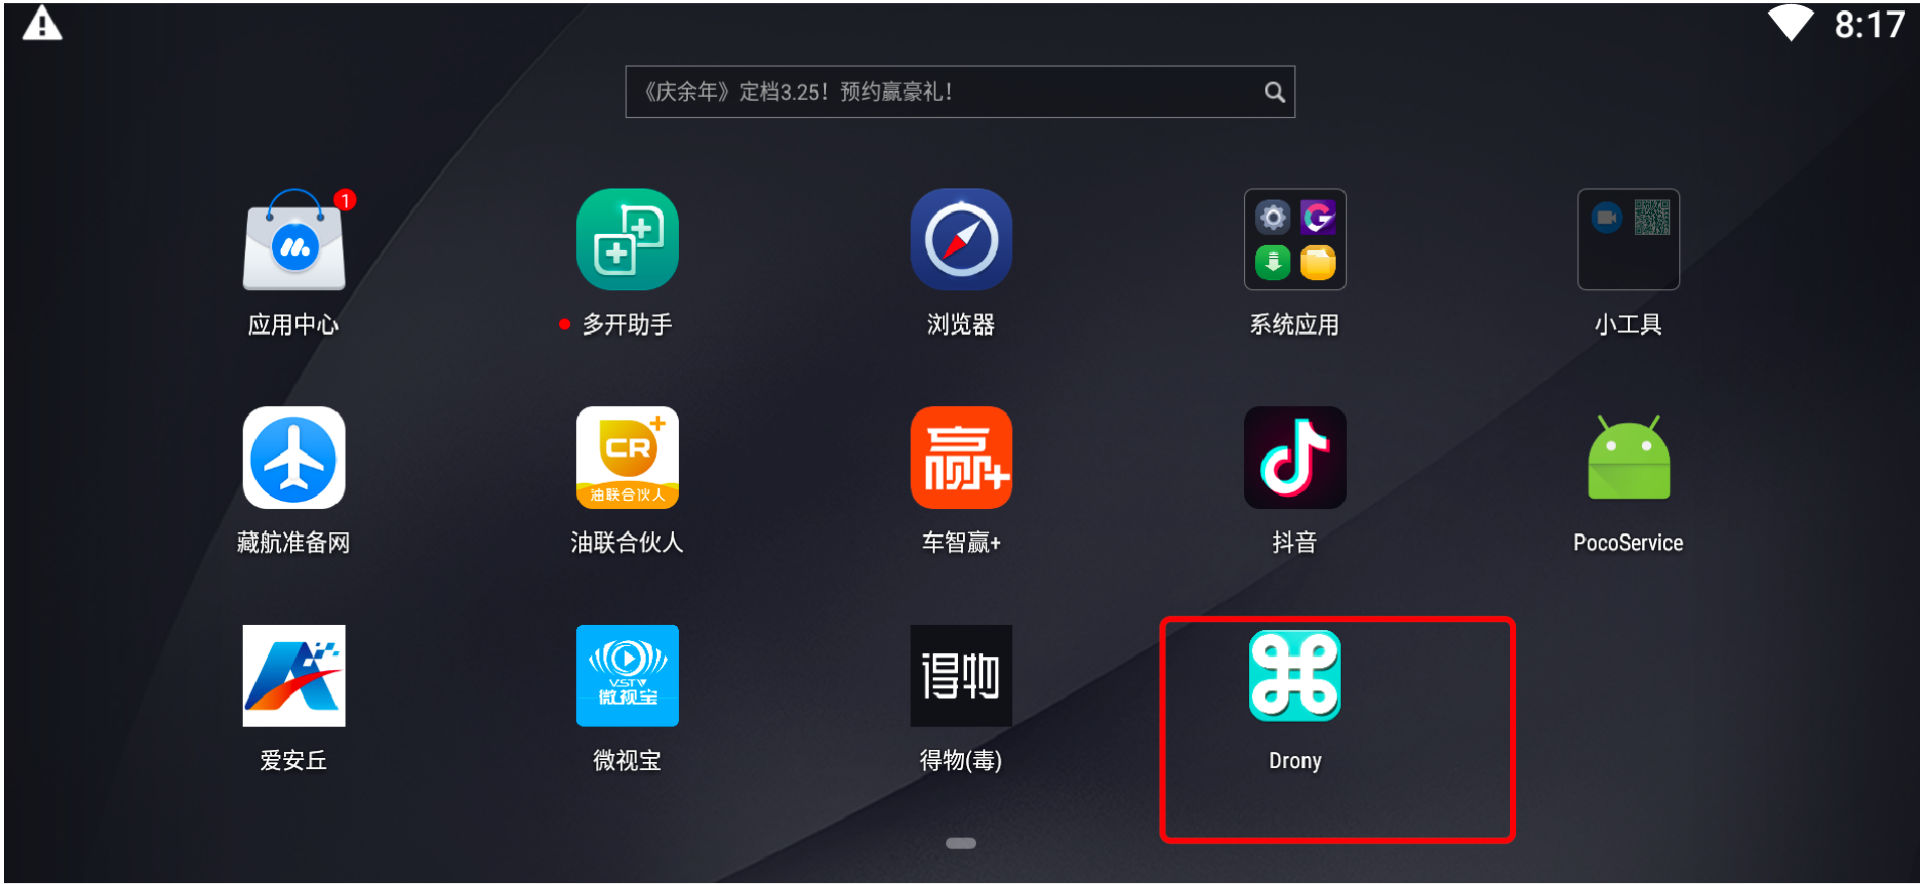 8:17
《庆余年》定档3.25！预约赢豪礼！
1
应用中心
多开助手
浏览器
系统应用
小工具
CR+
油联合伙人
赢+
藏航准备网
油联合伙人
车智赢+
抖音
PocoService
VSTV
微视宝
得物
爱安丘
微视宝
得物(毒)
Drony